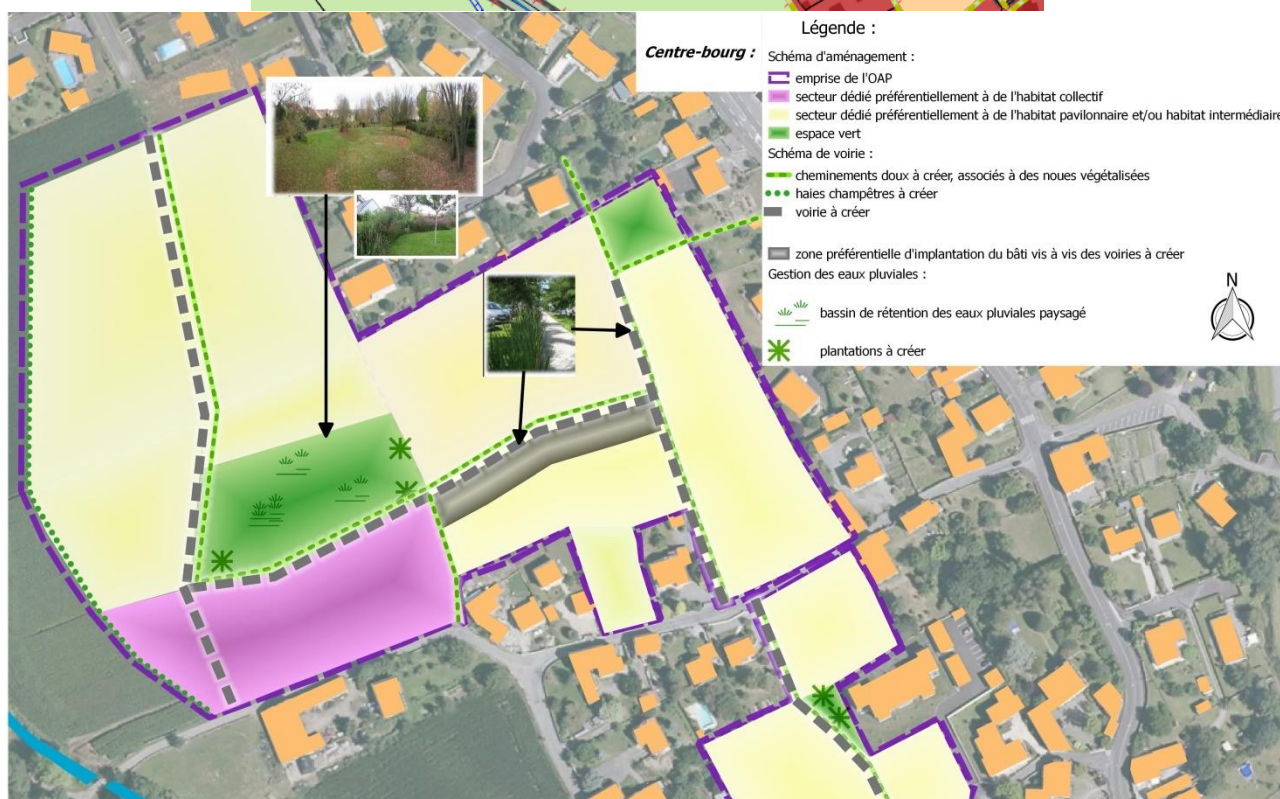 Centre-bourg :
Légende :
Schéma d'aménagement :
emprise de l'OAP
secteur dédié préférentiellement à de l'habitat collectif
secteur dédié préférentiellement à de l'habitat pavilonnaire et/ou habitat intermédiaire
espace vert
Schéma de voirie :
cheminements doux à créer, associés à des noues végétalisées
haies champêtres à créer
voirie à créer
zone préférentielle d'implantation du bâti vis à vis des voiries à créer
Gestion des eaux pluviales :
bassin de rétention des eaux pluviales paysagé
plantations à créer
N